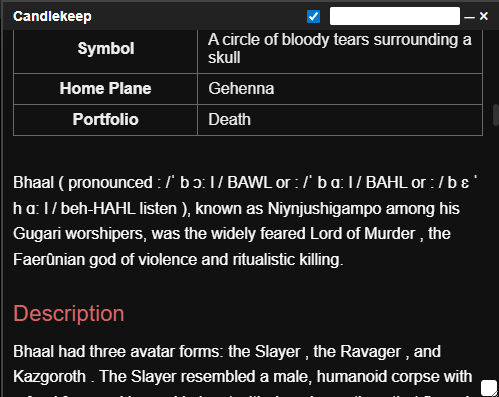 Candlekeep
Symbol
A circle of bloody tears surrounding a
skull
Home Plane
Gehenna
Portfolio
Death
Bhaal ( pronounced : /ˈ b ɔː l / BAWL or : /ˈ b ɑː l / BAHL or : / b ɛ ˈ
h ɑː l / beh-HAHL listen ), known as Niynjushigampo among his
Gugari worshipers, was the widely feared Lord of Murder , the
Faerûnian god of violence and ritualistic killing.
Description
Bhaal had three avatar forms: the Slayer , the Ravager , and
Kazgoroth . The Slayer resembled a male, humanoid corpse with